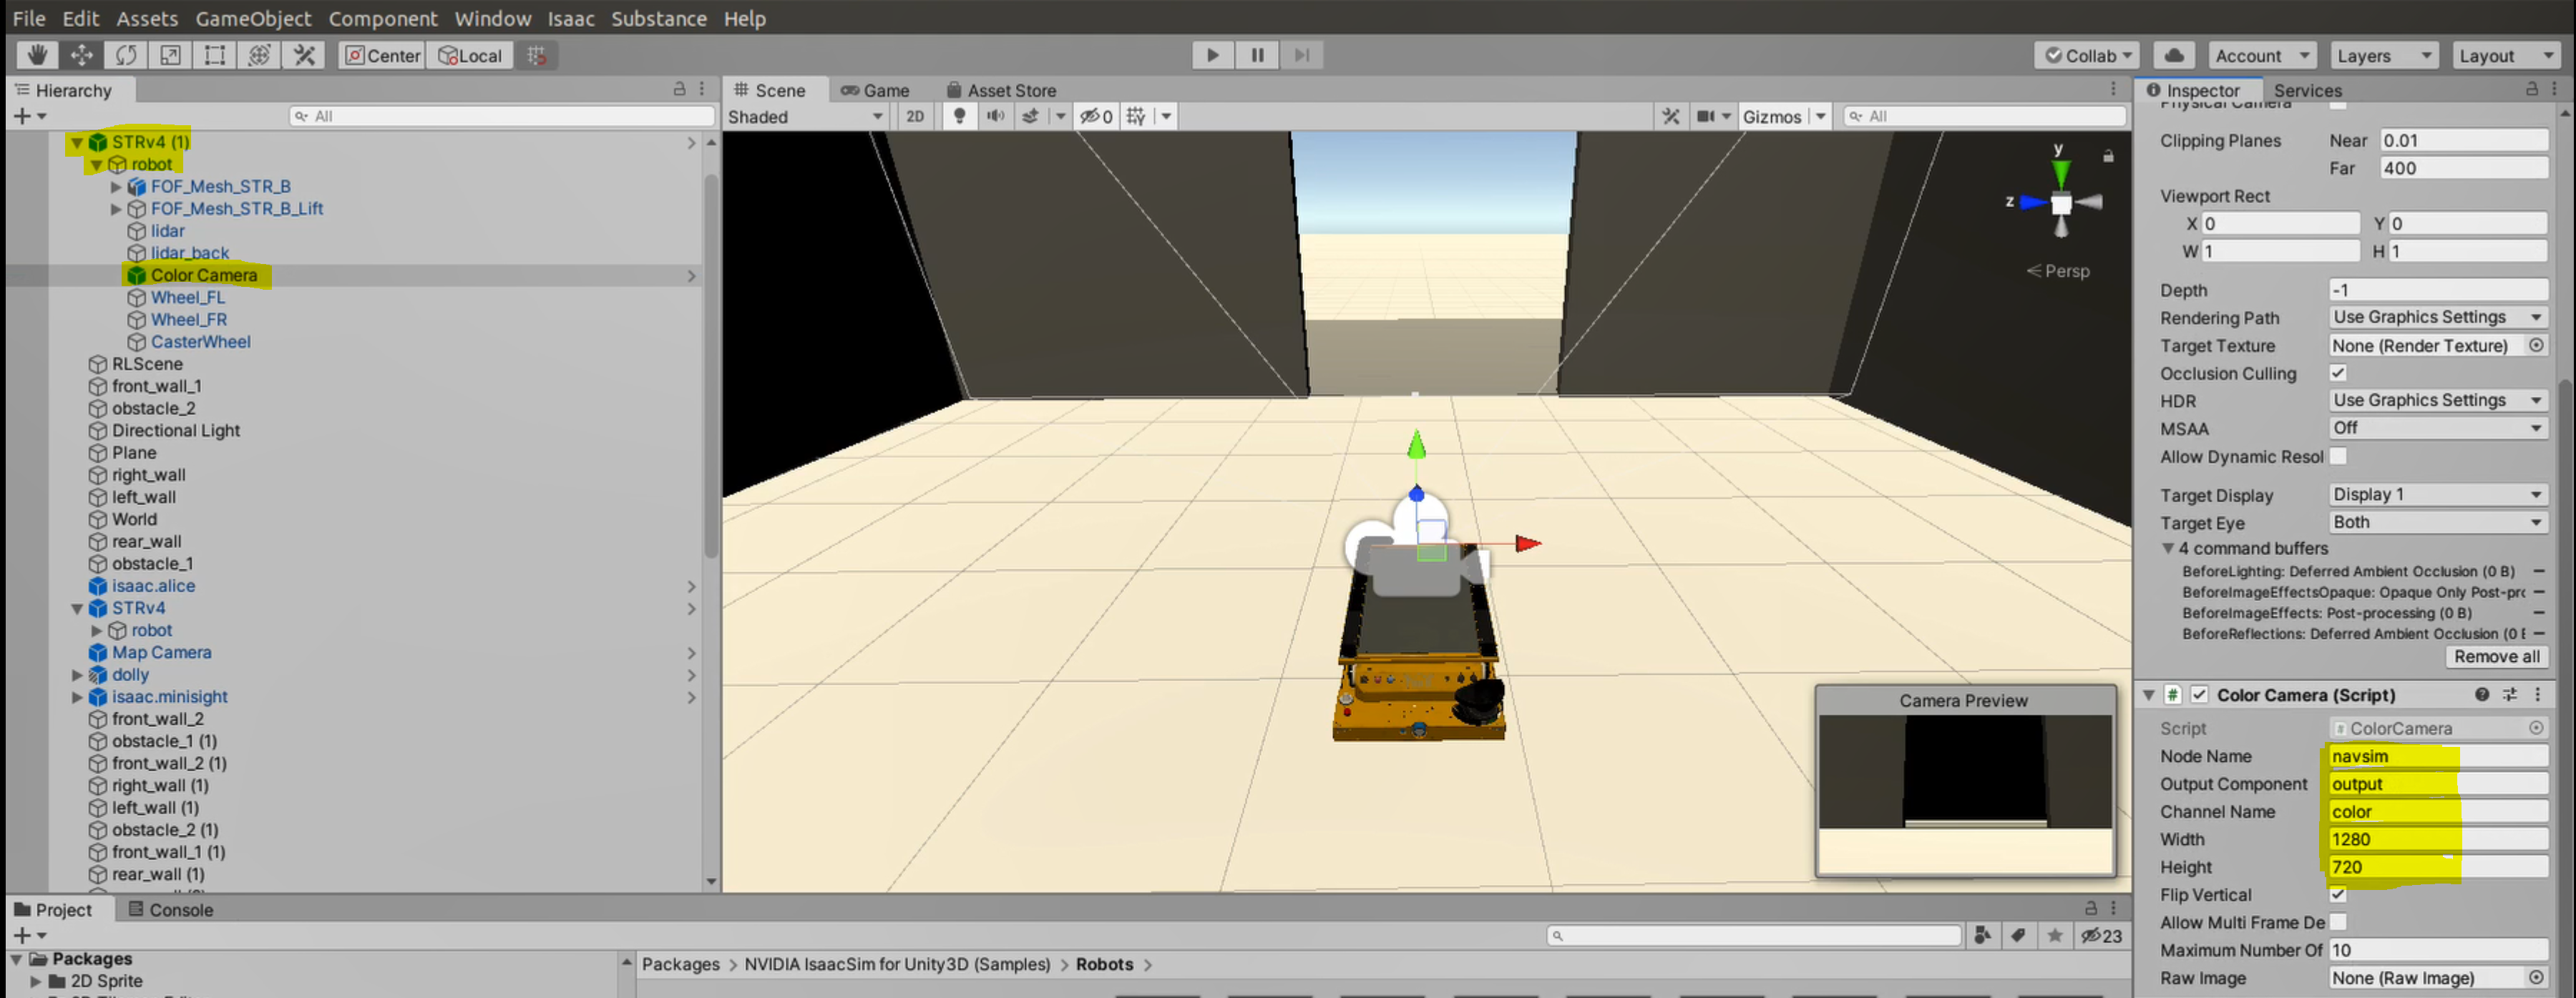 File Edit Assets GameObject Component Window Isaac Substance Help
Center Local Collab Account Layers Layout
Hierarchy
All
STRv4 (1)
robot
FOF_Mesh_STR_B
FOF_Mesh_STR_B_Lift
lidar
lidar_back
Color Camera
Wheel_FL
Wheel_FR
CasterWheel
RLScene
front_wall_1
obstacle_2
Directional Light
Plane
right_wall
left_wall
World
rear_wall
obstacle_1
isaac.alice
STRv4
robot
Map Camera
dolly
isaac.minisight
front_wall_2
obstacle_1 (1)
front_wall_2 (1)
right_wall (1)
left_wall (1)
obstacle_2 (1)
front_wall_1 (1)
rear_wall (1)
Scene Game Asset Store
Shaded 2D 0 Gizmos All
y
z
Persp
Camera Preview
Inspector Services
Physical Camera
Clipping Planes Near 0.01
Far 400
Viewport Rect
X 0 Y 0
W 1 H 1
Depth -1
Rendering Path Use Graphics Settings
Target Texture None (Render Texture)
Occlusion Culling
HDR Use Graphics Settings
MSAA Off
Allow Dynamic Resol
Target Display Display 1
Target Eye Both
4 command buffers
BeforeLighting: Deferred Ambient Occlusion (0 B)
BeforeImageEffectsOpaque: Opaque Only Post-pro
BeforeImageEffects: Post-processing (0 B)
BeforeReflections: Deferred Ambient Occlusion (0 B
Remove all
Color Camera (Script)
Script ColorCamera
Node Name navsim
Output Component output
Channel Name color
Width 1280
Height 720
Flip Vertical
Allow Multi Frame De
Maximum Number Of 10
Raw Image None (Raw Image)
Project Console
23
Packages
2D Sprite
Packages > NVIDIA IsaacSim for Unity3D (Samples) > Robots >